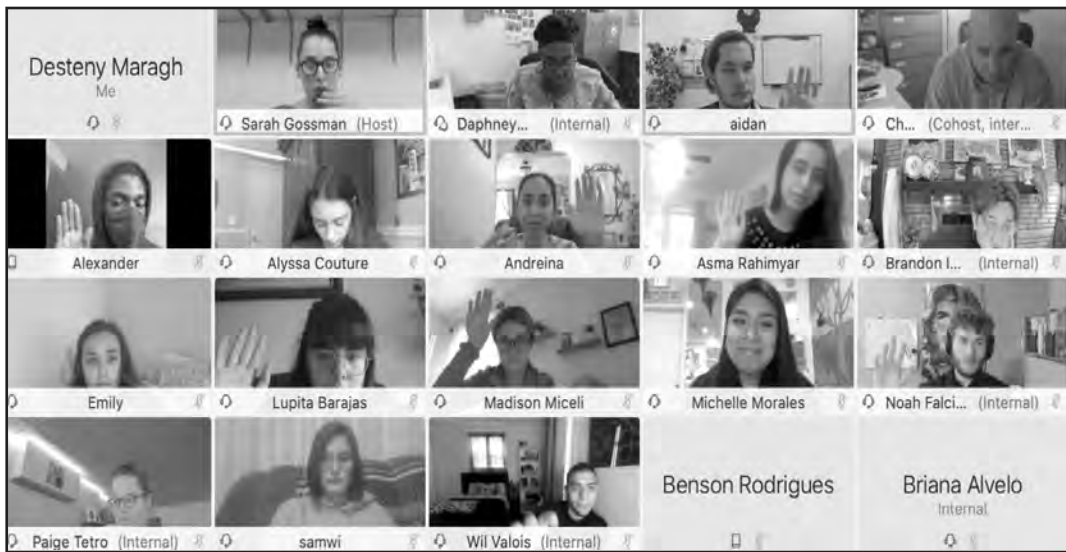 Desteny Maragh
Me
Sarah Gossman (Host)
Daphney... (Internal)
aidan
Ch... (Cohost, inter...
Alexander
Alyssa Couture
Andreina
Asma Rahimyar
Brandon I... (Internal)
Emily
Lupita Barajas
Madison Miceli
Michelle Morales
Noah Falci... (Internal)
Paige Tetro (Internal)
samwi
Wil Valois (Internal)
Benson Rodrigues
Briana Alvelo
Internal